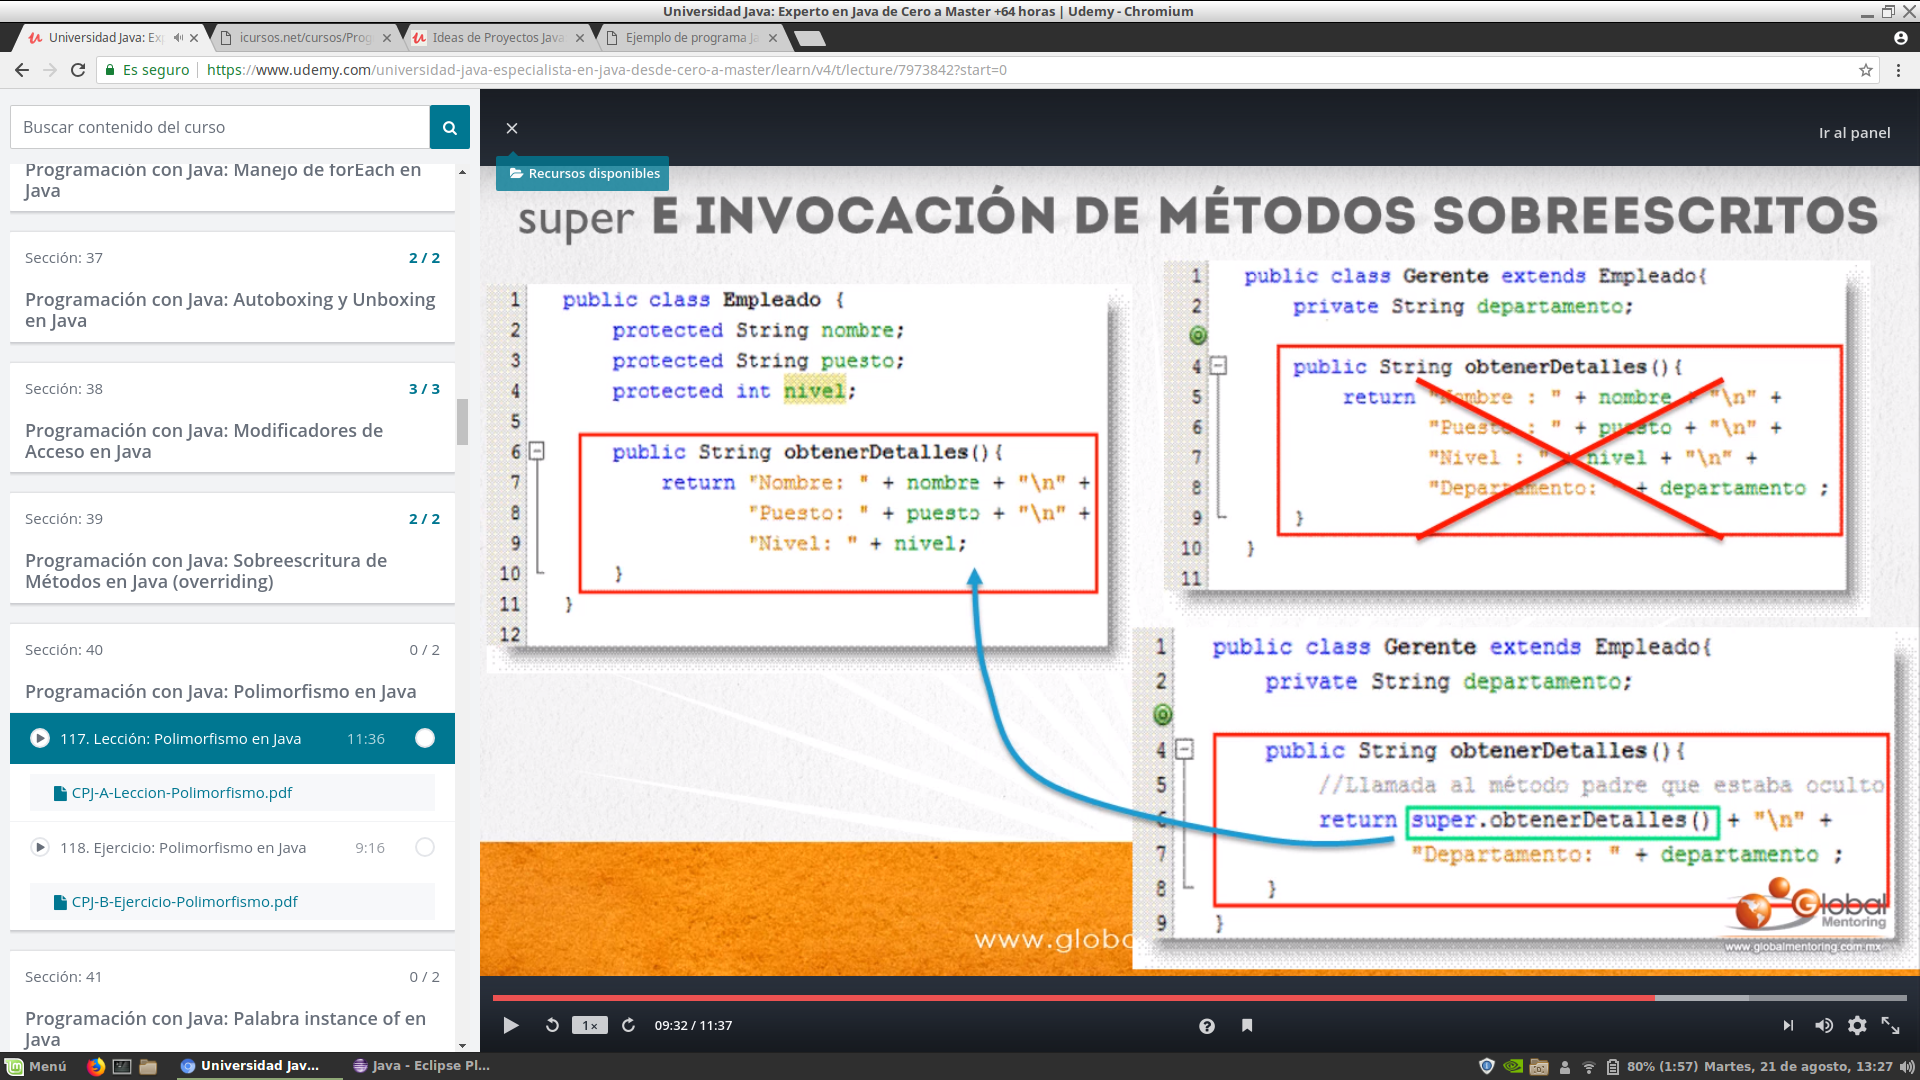 Universidad Java: Experto en Java de Cero a Master +64 horas | Udemy - Chromium
Universidad Java: Ex
icursos.net/cursos/Prog
Ideas de Proyectos Java
Ejemplo de programa Ja
Es seguro
https://www.udemy.com/universidad-java-especialista-en-java-desde-cero-a-master/learn/v4/t/lecture/7973842?start=0
Buscar contenido del curso
Programación con Java: Manejo de forEach en
Java
Sección: 37 2 / 2
Programación con Java: Autoboxing y Unboxing
en Java
Sección: 38 3 / 3
Programación con Java: Modificadores de
Acceso en Java
Sección: 39 2 / 2
Programación con Java: Sobreescritura de
Métodos en Java (overriding)
Sección: 40 0 / 2
Programación con Java: Polimorfismo en Java
117. Lección: Polimorfismo en Java 11:36
CPJ-A-Leccion-Polimorfismo.pdf
118. Ejercicio: Polimorfismo en Java 9:16
CPJ-B-Ejercicio-Polimorfismo.pdf
Sección: 41 0 / 2
Programación con Java: Palabra instance of en
Java
Ir al panel
Recursos disponibles
super E INVOCACIÓN DE MÉTODOS SOBREESCRITOS
1 public class Empleado {
2 protected String nombre;
3 protected String puesto;
4 protected int nivel;
5
6 public String obtenerDetalles(){
7 return "Nombre: " + nombre + "\n" +
8 "Puesto: " + puesto + "\n" +
9 "Nivel: " + nivel;
10 }
11 }
12
1 public class Gerente extends Empleado{
2 private String departamento;
4 public String obtenerDetalles(){
5 return "Nombre : " + nombre + "\n" +
6 "Puesto : " + puesto + "\n" +
7 "Nivel : " + nivel + "\n" +
8 "Departamento: " + departamento ;
9 }
10 }
11
1 public class Gerente extends Empleado{
2 private String departamento;
4 public String obtenerDetalles(){
5 //Llamada al método padre que estaba oculto
6 return super.obtenerDetalles() + "\n" +
7 "Departamento: " + departamento ;
8 }
9 }
www.globa
Global
Mentoring
www.globalmentoring.com.mx
1×
09:32 / 11:37
Menú
Universidad Jav...
Java - Eclipse Pl...
80% (1:57) Martes, 21 de agosto, 13:27